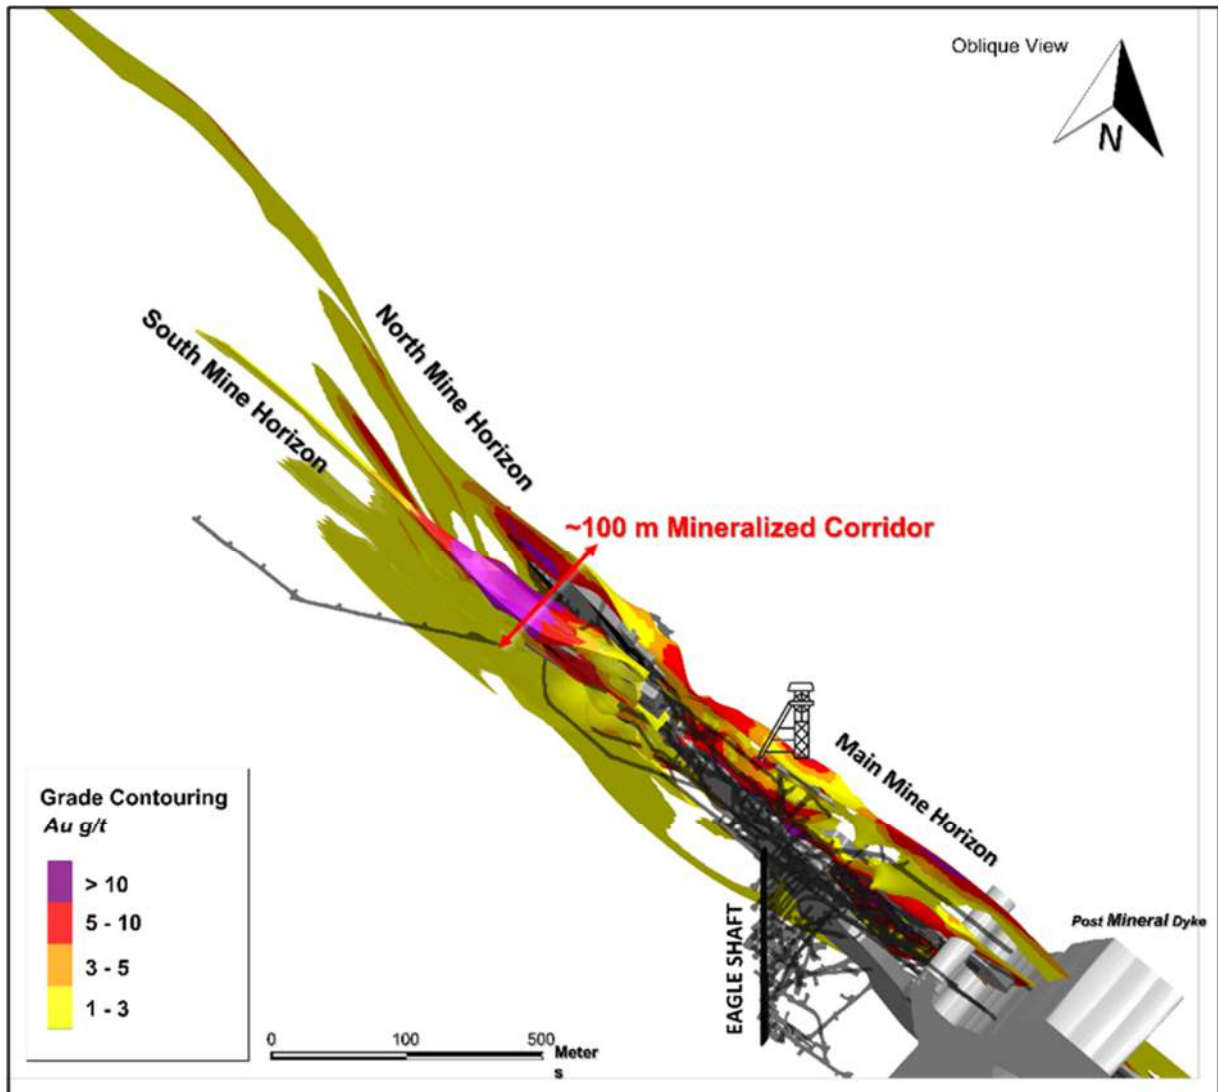 Oblique View
N
South Mine Horizon
North Mine Horizon
~100 m Mineralized Corridor
Main Mine Horizon
Post Mineral Dyke
EAGLE SHAFT
Grade Contouring
Au g/t
> 10
5 - 10
3 - 5
1 - 3
0 100 500 Meter
s